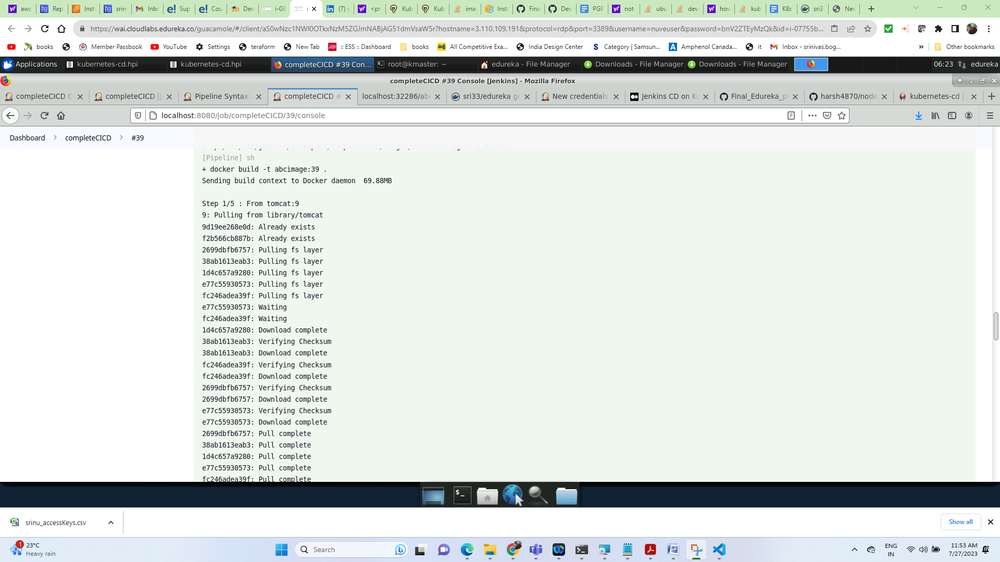 aws
Rep
Inst
srini
Inbo
Sup
Cou
Dev
i-03
i
(7)
<pr
Kub
Kub
ima
Inst
Fina
Dev
PGP
not
ubu
dev
how
kub
K8s
sri3
New
https://wai.cloudlabs.edureka.co/guacamole/#/client/aS0wNzc1NWI0OTkxNzM5ZGJmNABjAG51dmVsaW5r?hostname=3.110.109.191&protocol=rdp&port=3389&username=nuveuser&password=bnV2ZTEyMzQk&id=i-07755b...
books
Member Passbook
YouTube
Settings
teraform
New Tab
:: ESS :: Dashboard
books
All Competitive Exa...
India Design Center
Category | Samsun...
Amphenol Canada...
it
Inbox - srinivas.bog...
»
Other bookmarks
Applications
kubernetes-cd.hpi
kubernetes-cd.hpi
completeCICD #39 Con...
root@kmaster: ~
edureka - File Manager
Downloads - File Manager
Downloads - File Manager
06:23
edureka
completeCICD #39 Console [Jenkins] - Mozilla Firefox
completeCICD C
completeCICD [J
Pipeline Syntax:
completeCICD #
localhost:32286/abc
sri33/edureka ge
New credentials
Jenkins CD on Ku
Final_Edureka_pr
harsh4870/node
kubernetes-cd |
localhost:8080/job/completeCICD/39/console
Dashboard > completeCICD > #39
[Pipeline] sh
+ docker build -t abcimage:39 .
Sending build context to Docker daemon  69.88MB
Step 1/5 : From tomcat:9
9: Pulling from library/tomcat
9d19ee268e0d: Already exists
f2b566cb887b: Already exists
2699dbfb6757: Pulling fs layer
38ab1613eab3: Pulling fs layer
1d4c657a9280: Pulling fs layer
e77c55930573: Pulling fs layer
fc246adea39f: Pulling fs layer
e77c55930573: Waiting
fc246adea39f: Waiting
1d4c657a9280: Download complete
38ab1613eab3: Verifying Checksum
38ab1613eab3: Download complete
fc246adea39f: Verifying Checksum
fc246adea39f: Download complete
2699dbfb6757: Verifying Checksum
2699dbfb6757: Download complete
e77c55930573: Verifying Checksum
e77c55930573: Download complete
2699dbfb6757: Pull complete
38ab1613eab3: Pull complete
1d4c657a9280: Pull complete
e77c55930573: Pull complete
fc246adea39f: Pull complete
srinu_accessKeys.csv
Show all
1
23°C
Heavy rain
Search
ENG
IN
11:53 AM
7/27/2023